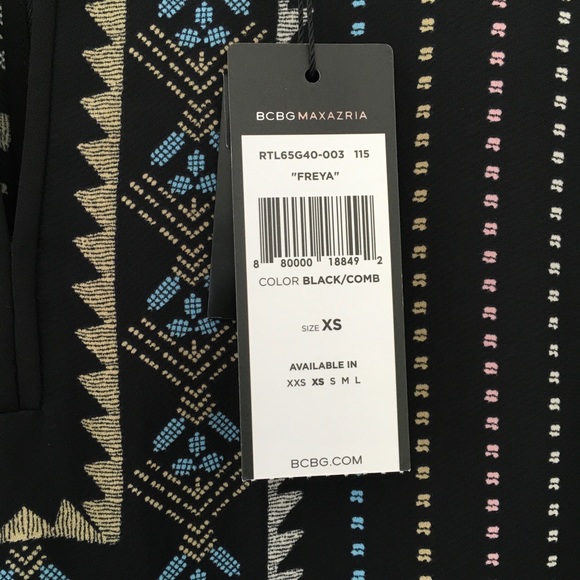 BCBGMAXAZRIA
RTL65G40-003 115
"FREYA"
8 80000 18849 2
COLOR BLACK/COMB
SIZE XS
AVAILABLE IN
XXS XS S M L
BCBG.COM